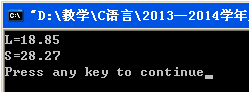 "D:\教学\C语言\2013—2014学年
L=18.85
S=28.27
Press any key to continue